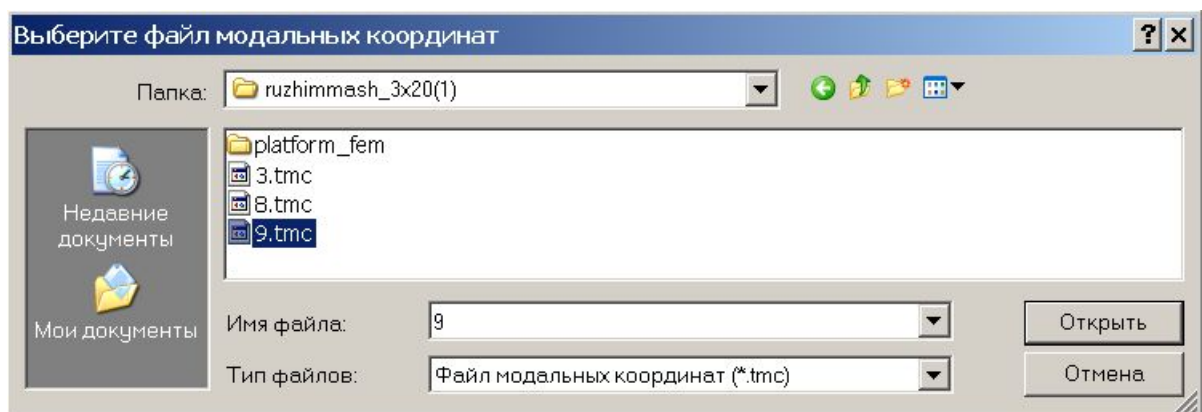 Выберите файл модальных координат
Папка: ruzhimmash_3x20(1)
platform_fem
3.tmc
8.tmc
9.tmc
Недавние
документы
Мои документы
Имя файла: 9 Открыть
Тип файлов: Файл модальных координат (*.tmc) Отмена